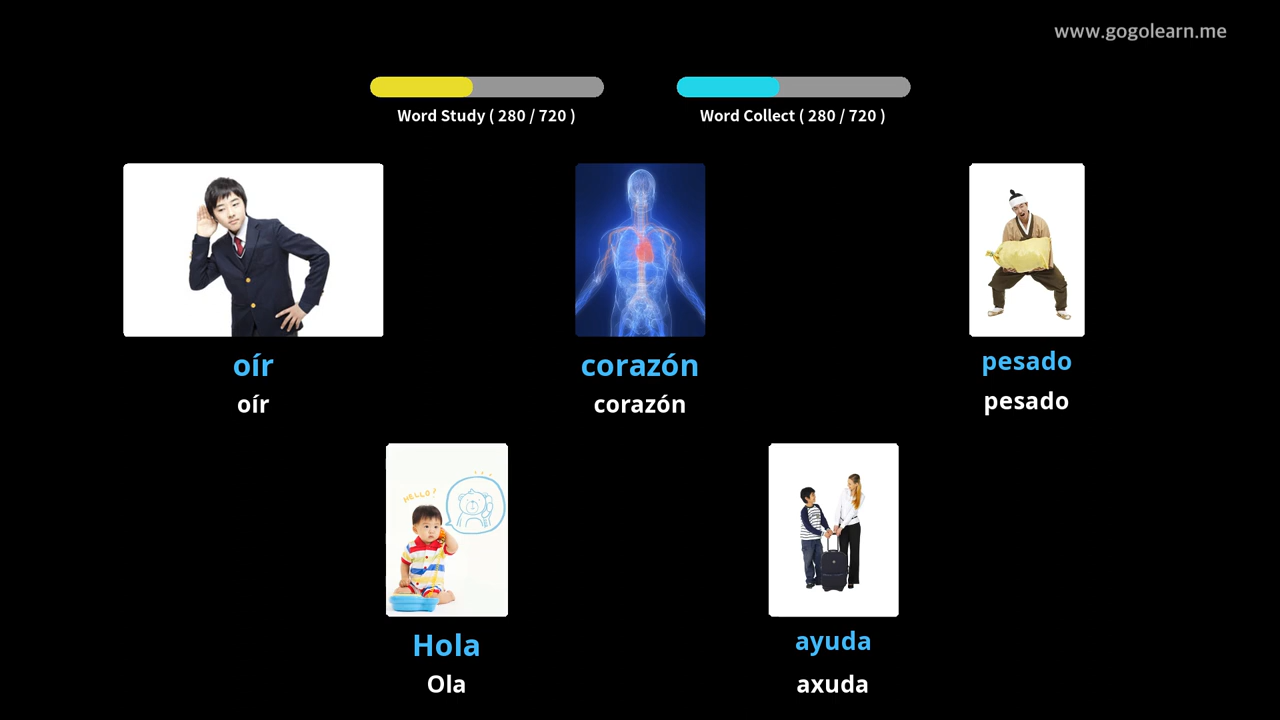 www.gogolearn.me
Word Study ( 280 / 720 )
Word Collect ( 280 / 720 )
oír
oír
corazón
corazón
pesado
pesado
HELLO!
Hola
Ola
ayuda
axuda